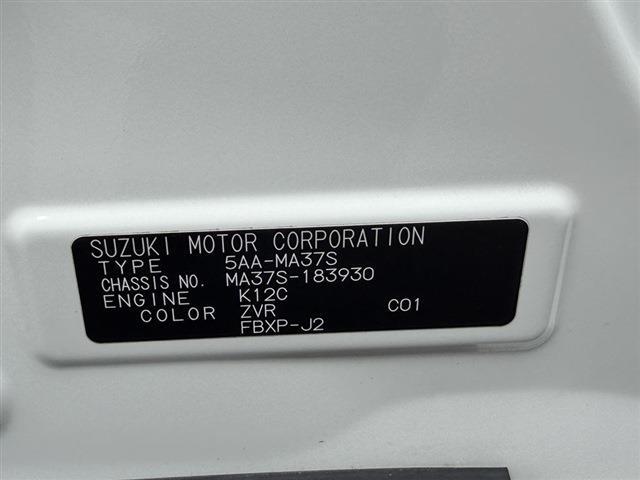 SUZUKI MOTOR CORPORATION
TYPE 5AA-MA37S
CHASSIS NO. MA37S-183930
ENGINE K12C
COLOR ZVR C01
FBXP-J2